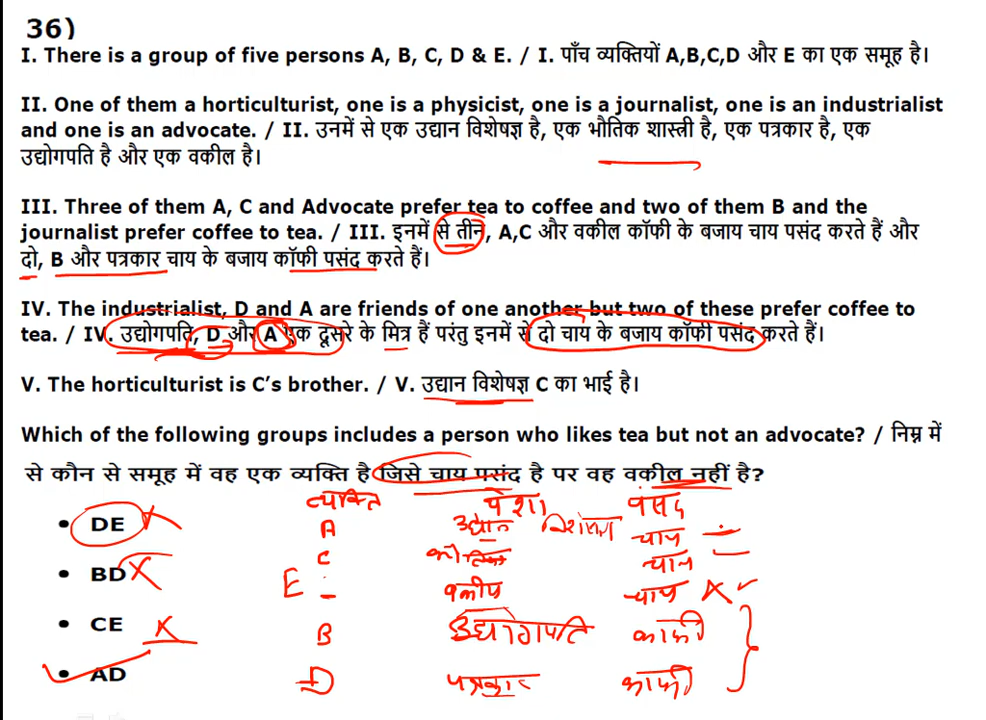 36)
I. There is a group of five persons A, B, C, D & E. / I. पाँच व्यक्तियों A,B,C,D और E का एक समूह है।
II. One of them a horticulturist, one is a physicist, one is a journalist, one is an industrialist
and one is an advocate. / II. उनमें से एक उद्यान विशेषज्ञ है, एक भौतिक शास्त्री है, एक पत्रकार है, एक
उद्योगपति है और एक वकील है।
III. Three of them A, C and Advocate prefer tea to coffee and two of them B and the
journalist prefer coffee to tea. / III. इनमें से तीन, A,C और वकील कॉफी के बजाय चाय पसंद करते हैं और
दो, B और पत्रकार चाय के बजाय कॉफी पसंद करते हैं।
IV. The industrialist, D and A are friends of one another but two of these prefer coffee to
tea. / IV. उद्योगपति, D और A एक दूसरे के मित्र हैं परंतु इनमें से दो चाय के बजाय कॉफी पसंद करते हैं।
V. The horticulturist is C’s brother. / V. उद्यान विशेषज्ञ C का भाई है।
Which of the following groups includes a person who likes tea but not an advocate? / निम्न में
से कौन से समूह में वह एक व्यक्ति है जिसे चाय पसंद है पर वह वकील नहीं है?
व्यक्ति पेशा पसंद
• DE
A उद्यान विशेषज्ञ चाय
C चाय
• BD
E वकील चाय
• CE
B उद्योगपति काफी
• AD
D पत्रकार काफी